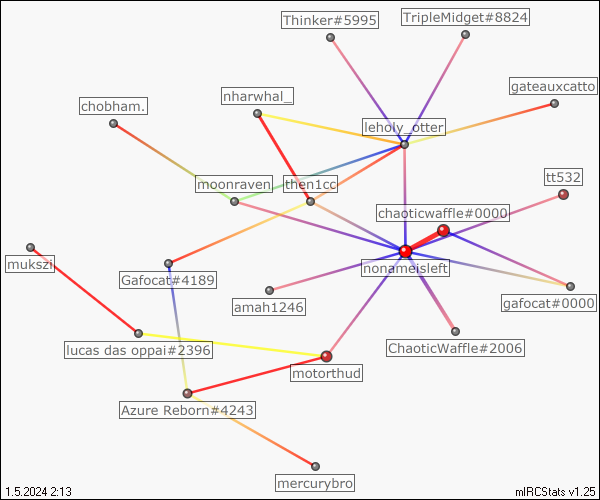 Thinker#5995
TripleMidget#8824
gateauxcatto
nharwhal_
chobham.
leholy_otter
tt532
moonraven
then1cc
chaoticwaffle#0000
mukszi
Gafocat#4189
nonameisleft
amah1246
gafocat#0000
lucas das oppai#2396
ChaoticWaffle#2006
motorthud
Azure Reborn#4243
mercurybro
1.5.2024 2:13
mIRCStats v1.25